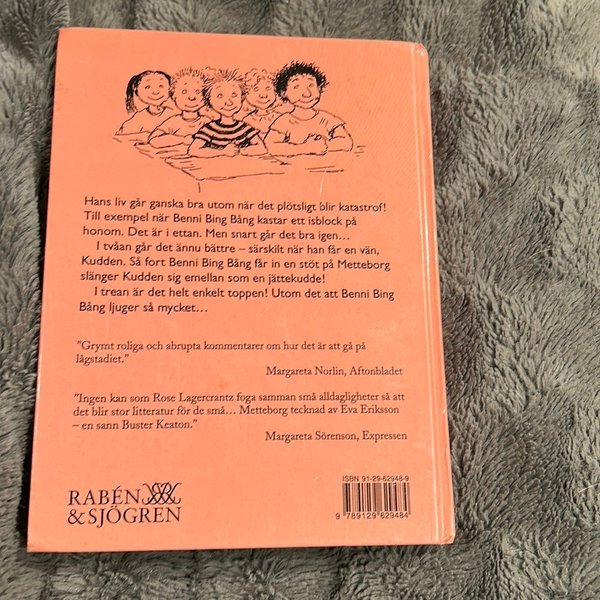 Hans liv går ganska bra utom när det plötsligt blir katastrof!
Till exempel när Benni Bing Bång kastar ett isblock på
honom. Det är i ettan. Men snart går det bra igen...
I tvåan går det ännu bättre – särskilt när han får en vän,
Kudden. Så fort Benni Bing Bång får in en stöt på Metteborg
slänger Kudden sig emellan som en jättekudde!
I trean är det helt enkelt toppen! Utom det att Benni Bing
Bång ljuger så mycket...
"Grymt roliga och abrupta kommentarer om hur det är att gå på
lågstadiet."
Margareta Norlin, Aftonbladet
"Ingen kan som Rose Lagercrantz foga samman små alldagligheter så att
det blir stor litteratur för de små... Metteborg tecknad av Eva Eriksson
– en sann Buster Keaton."
Margareta Sörenson, Expressen
ISBN 91-29-62948-9
RABÉN
& SJÖGREN
9 789129 629484